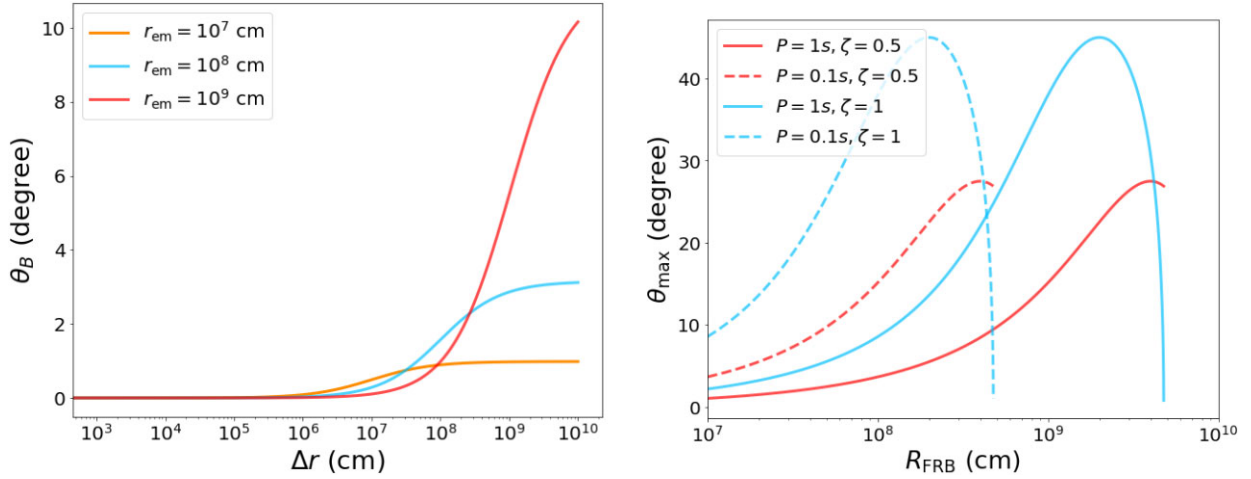 θ_B (degree)
10
8
6
4
2
0
r_em = 10^7 cm
r_em = 10^8 cm
r_em = 10^9 cm
10^3 10^4 10^5 10^6 10^7 10^8 10^9 10^10
Δr (cm)
θ_max (degree)
40
30
20
10
0
P = 1s, ζ = 0.5
P = 0.1s, ζ = 0.5
P = 1s, ζ = 1
P = 0.1s, ζ = 1
10^7 10^8 10^9 10^10
R_FRB (cm)